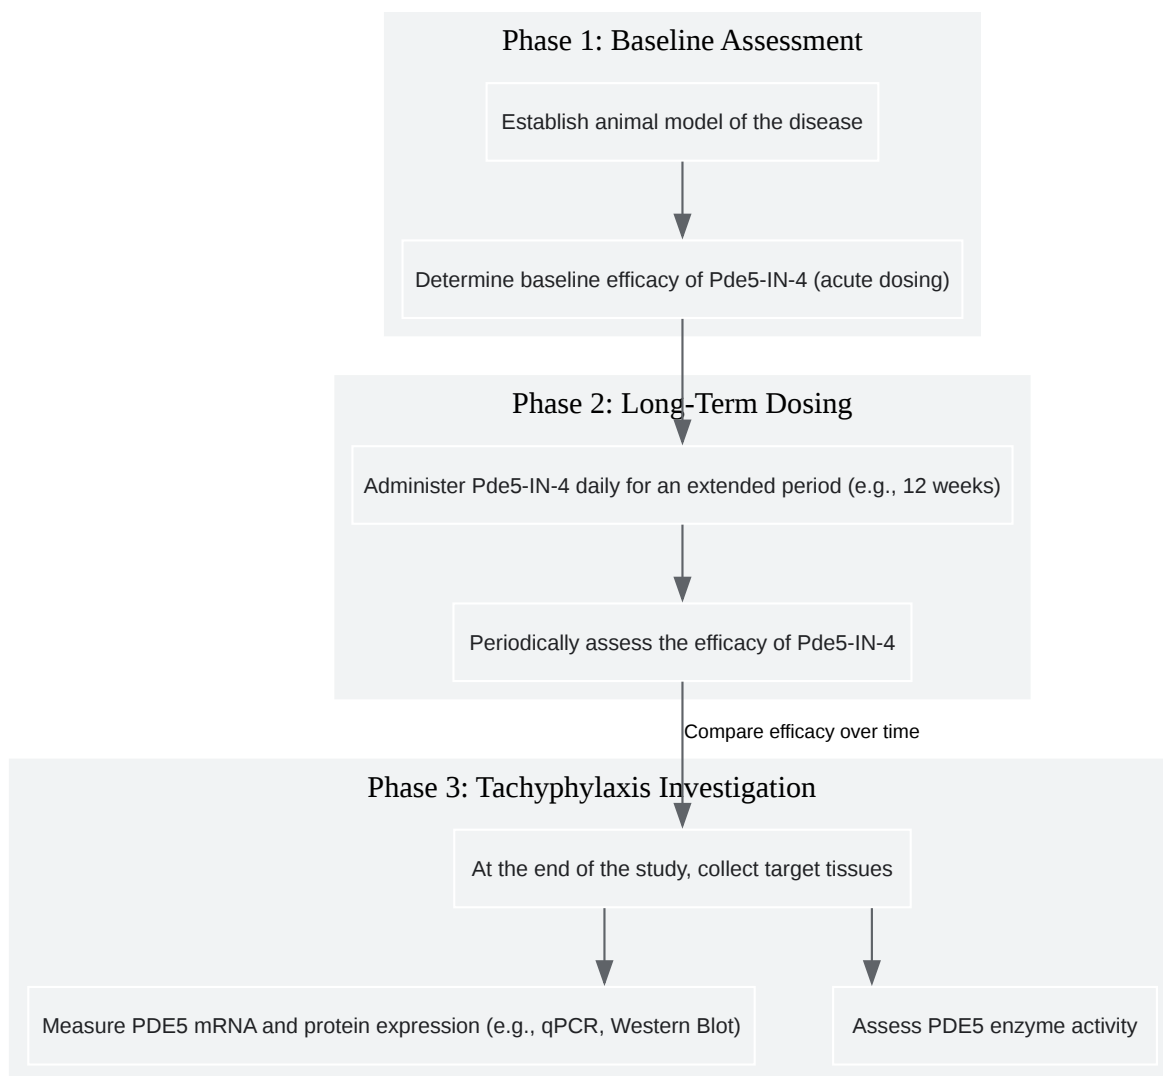 Phase 1: Baseline Assessment
Establish animal model of the disease
Determine baseline efficacy of Pde5-IN-4 (acute dosing)
Phase 2: Long-Term Dosing
Administer Pde5-IN-4 daily for an extended period (e.g., 12 weeks)
Periodically assess the efficacy of Pde5-IN-4
Compare efficacy over time
Phase 3: Tachyphylaxis Investigation
At the end of the study, collect target tissues
Measure PDE5 mRNA and protein expression (e.g., qPCR, Western Blot)
Assess PDE5 enzyme activity